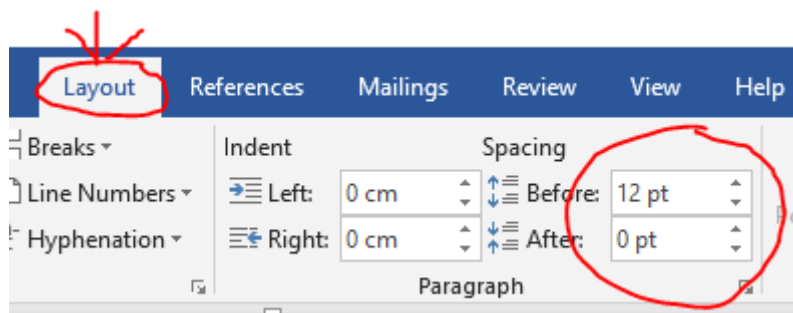 Layout References Mailings Review View Help
Breaks Indent Spacing
Line Numbers Left: 0 cm Before: 12 pt
Hyphenation Right: 0 cm After: 0 pt
Paragraph